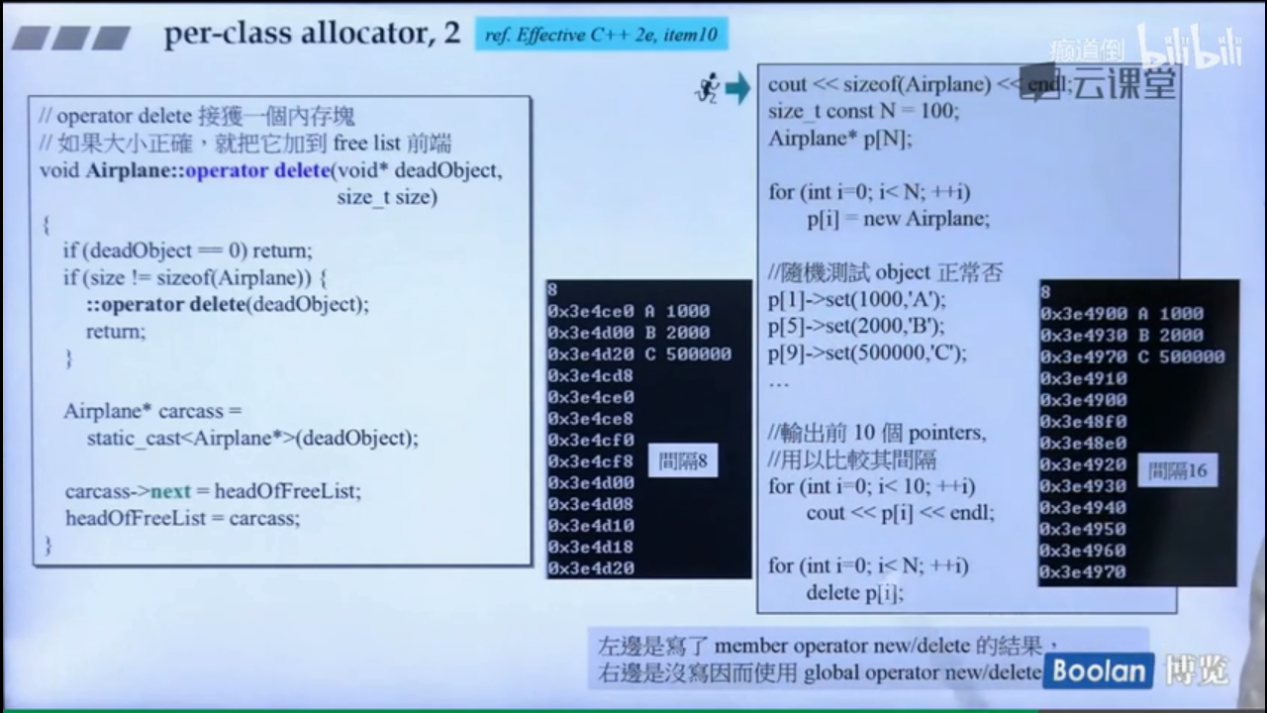 per-class allocator, 2
ref. Effective C++ 2e, item10
癫道倒 bilibili
云课堂
// operator delete 接獲一個內存塊
// 如果大小正確，就把它加到 free list 前端
void Airplane::operator delete(void* deadObject,
size_t size)
{
if (deadObject == 0) return;
if (size != sizeof(Airplane)) {
::operator delete(deadObject);
return;
}
Airplane* carcass =
static_cast<Airplane*>(deadObject);
carcass->next = headOfFreeList;
headOfFreeList = carcass;
}
8
0x3e4ce0 A 1000
0x3e4d00 B 2000
0x3e4d20 C 500000
0x3e4cd8
0x3e4ce0
0x3e4ce8
0x3e4cf0
0x3e4cf8
0x3e4d00
0x3e4d08
0x3e4d10
0x3e4d18
0x3e4d20
間隔8
cout << sizeof(Airplane) << endl;
size_t const N = 100;
Airplane* p[N];
for (int i=0; i< N; ++i)
p[i] = new Airplane;
//隨機測試 object 正常否
p[1]->set(1000,'A');
p[5]->set(2000,'B');
p[9]->set(500000,'C');
…
//輸出前 10 個 pointers,
//用以比較其間隔
for (int i=0; i< 10; ++i)
cout << p[i] << endl;
for (int i=0; i< N; ++i)
delete p[i];
8
0x3e4900 A 1000
0x3e4930 B 2000
0x3e4970 C 500000
0x3e4910
0x3e4900
0x3e48f0
0x3e48e0
0x3e4920
0x3e4930
0x3e4940
0x3e4950
0x3e4960
0x3e4970
間隔16
左邊是寫了 member operator new/delete 的結果，
右邊是沒寫因而使用 global operator new/delete
Boolan 博览